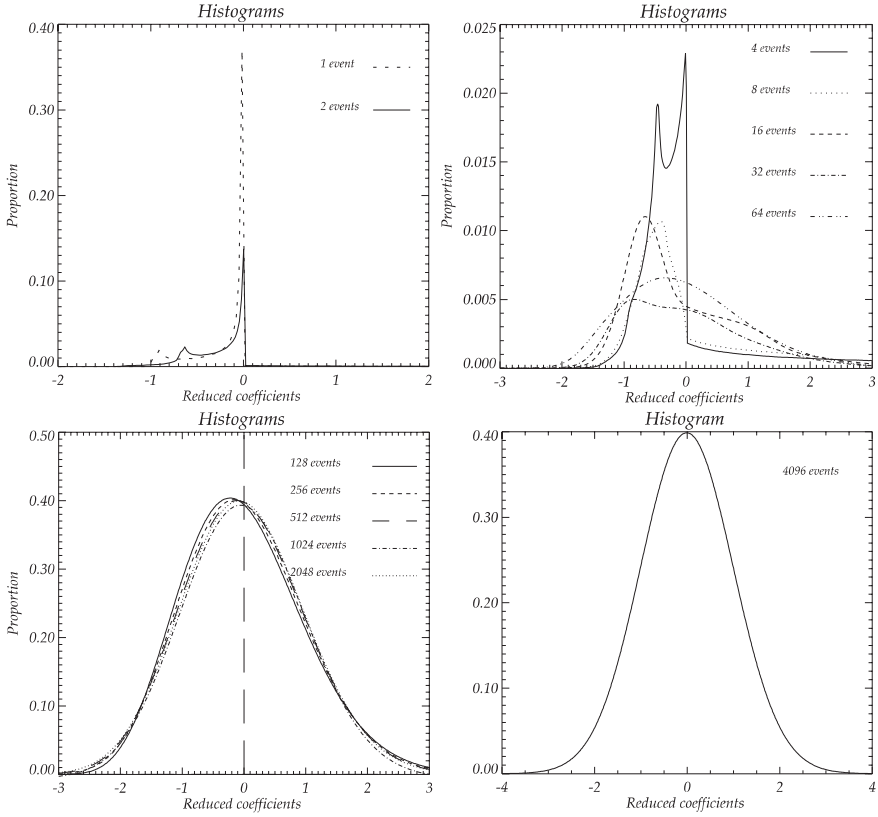 Histograms
0.40
0.30
0.20
0.10
0.00
Proportion
-2
-1
0
1
2
Reduced coefficients
1 event
2 events
Histograms
0.025
0.020
0.015
0.010
0.005
0.000
Proportion
-3
-2
-1
0
1
2
3
Reduced coefficients
4 events
8 events
16 events
32 events
64 events
Histograms
0.50
0.40
0.30
0.20
0.10
0.00
Proportion
-3
-2
-1
0
1
2
3
Reduced coefficients
128 events
256 events
512 events
1024 events
2048 events
Histogram
0.40
0.30
0.20
0.10
0.00
-4
-2
0
2
4
Reduced coefficients
4096 events